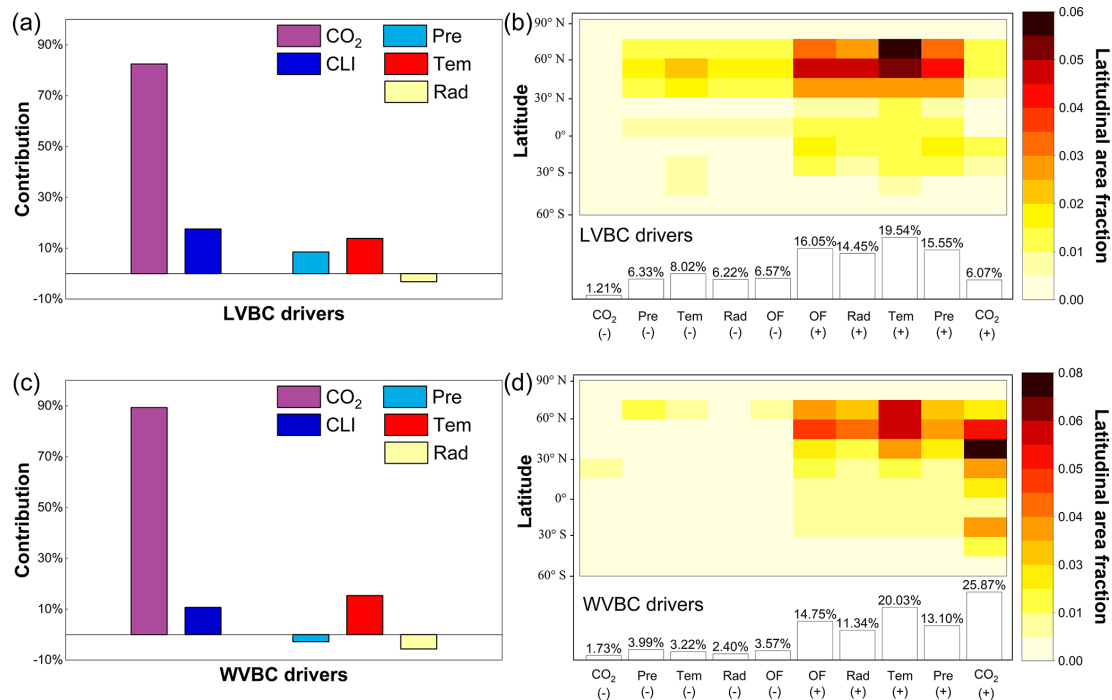 (a)
CO₂
Pre
CLI
Tem
Rad
90%
70%
50%
30%
10%
-10%
Contribution
LVBC drivers
(b)
90° N
60° N
30° N
0°
30° S
60° S
Latitude
LVBC drivers
1.21%
6.33%
8.02%
6.22%
6.57%
16.05%
14.45%
19.54%
15.55%
6.07%
CO₂ Pre Tem Rad OF OF Rad Tem Pre CO₂
(-) (-) (-) (-) (-) (+) (+) (+) (+) (+)
0.06
0.05
0.04
0.03
0.02
0.01
0.00
Latitudinal area fraction
(c)
CO₂
Pre
CLI
Tem
Rad
90%
70%
50%
30%
10%
-10%
Contribution
WVBC drivers
(d)
90° N
60° N
30° N
0°
30° S
60° S
Latitude
WVBC drivers
1.73%
3.99%
3.22%
2.40%
3.57%
14.75%
11.34%
20.03%
13.10%
25.87%
CO₂ Pre Tem Rad OF OF Rad Tem Pre CO₂
(-) (-) (-) (-) (-) (+) (+) (+) (+) (+)
0.08
0.06
0.05
0.04
0.03
0.01
0.00
Latitudinal area fraction